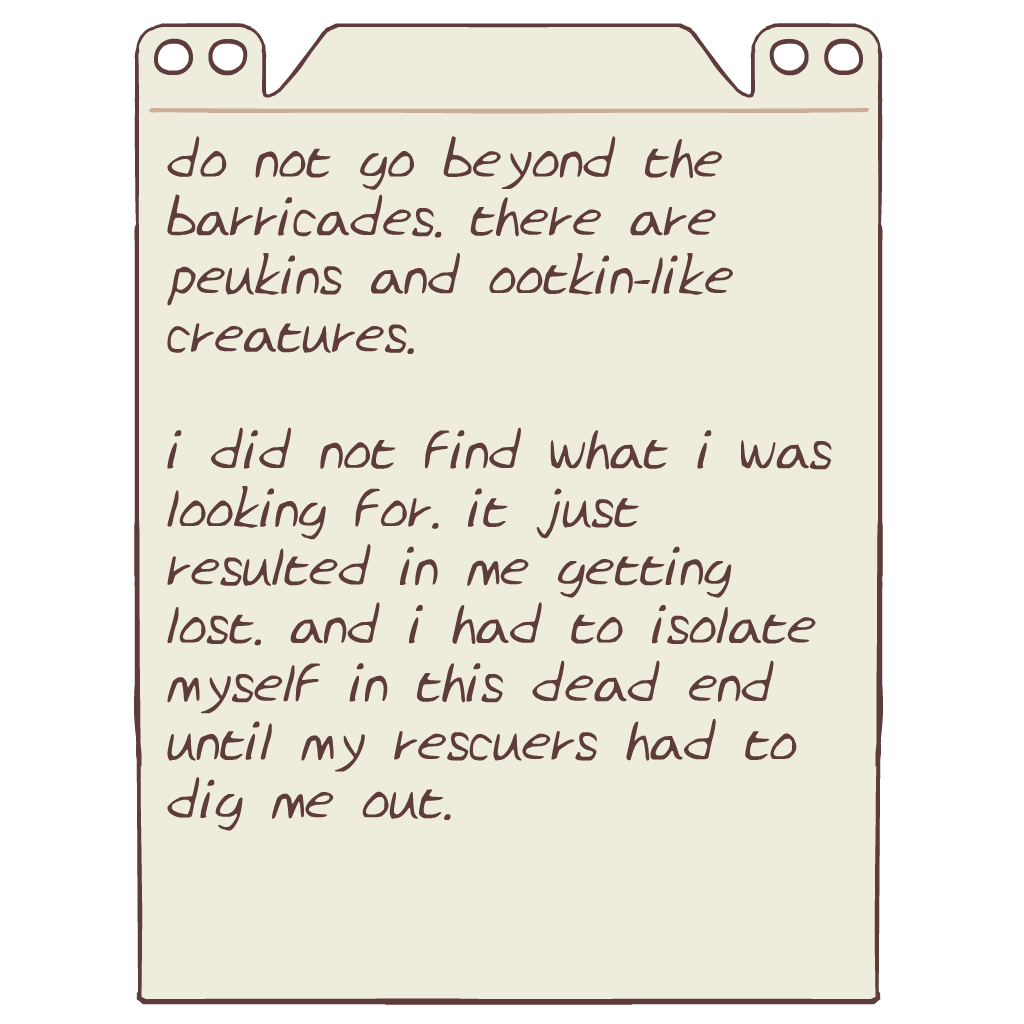 do not go beyond the
barricades. there are
peukins and ootkin-like
creatures.
i did not find what i was
looking for. it just
resulted in me getting
lost. and i had to isolate
myself in this dead end
until my rescuers had to
dig me out.